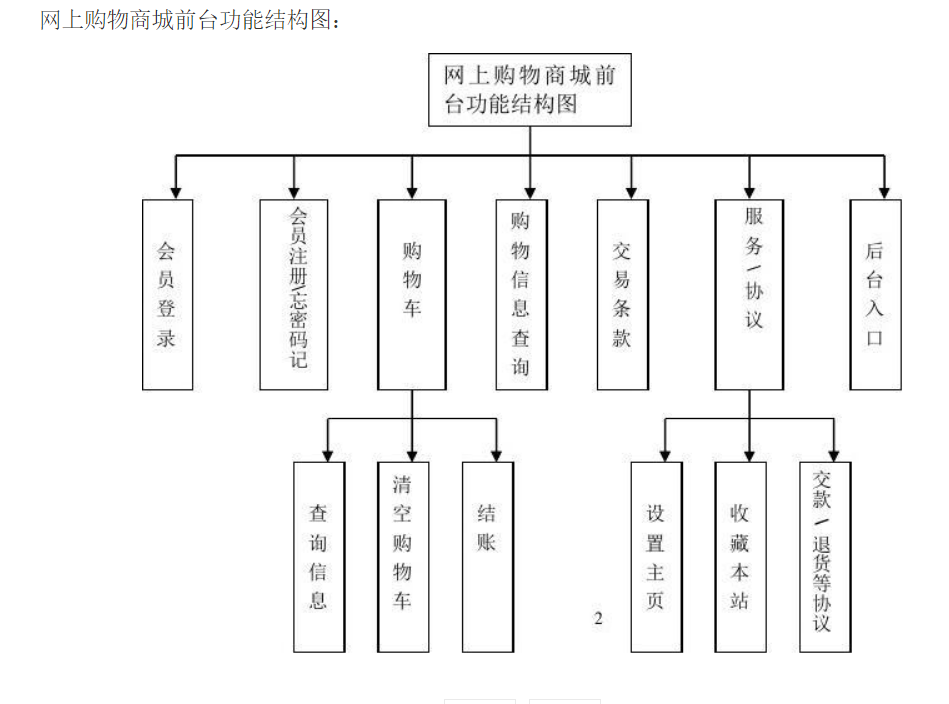 网上购物商城前台功能结构图：
网上购物商城前
台功能结构图
会员登录
会员注册\忘密码记
购物车
购物信息查询
交易条款
服务\协议
后台入口
查询信息
清空购物车
结账
设置主页
收藏本站
交款\退货等协议
2